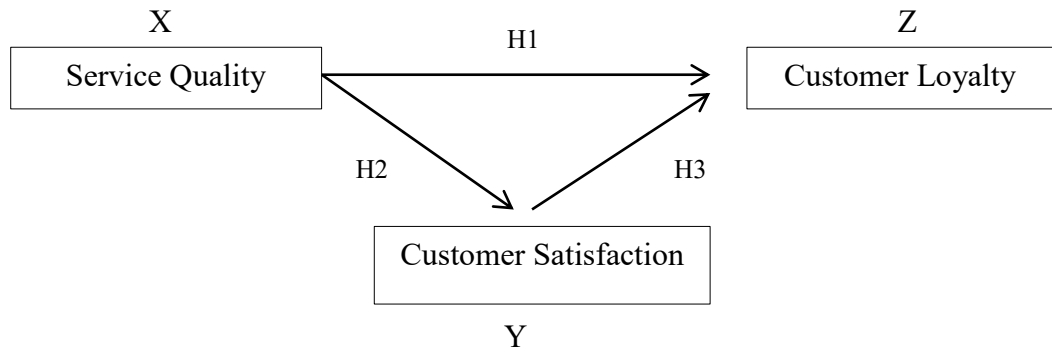 X
Z
H1
Service Quality
Customer Loyalty
H2
H3
Customer Satisfaction
Y